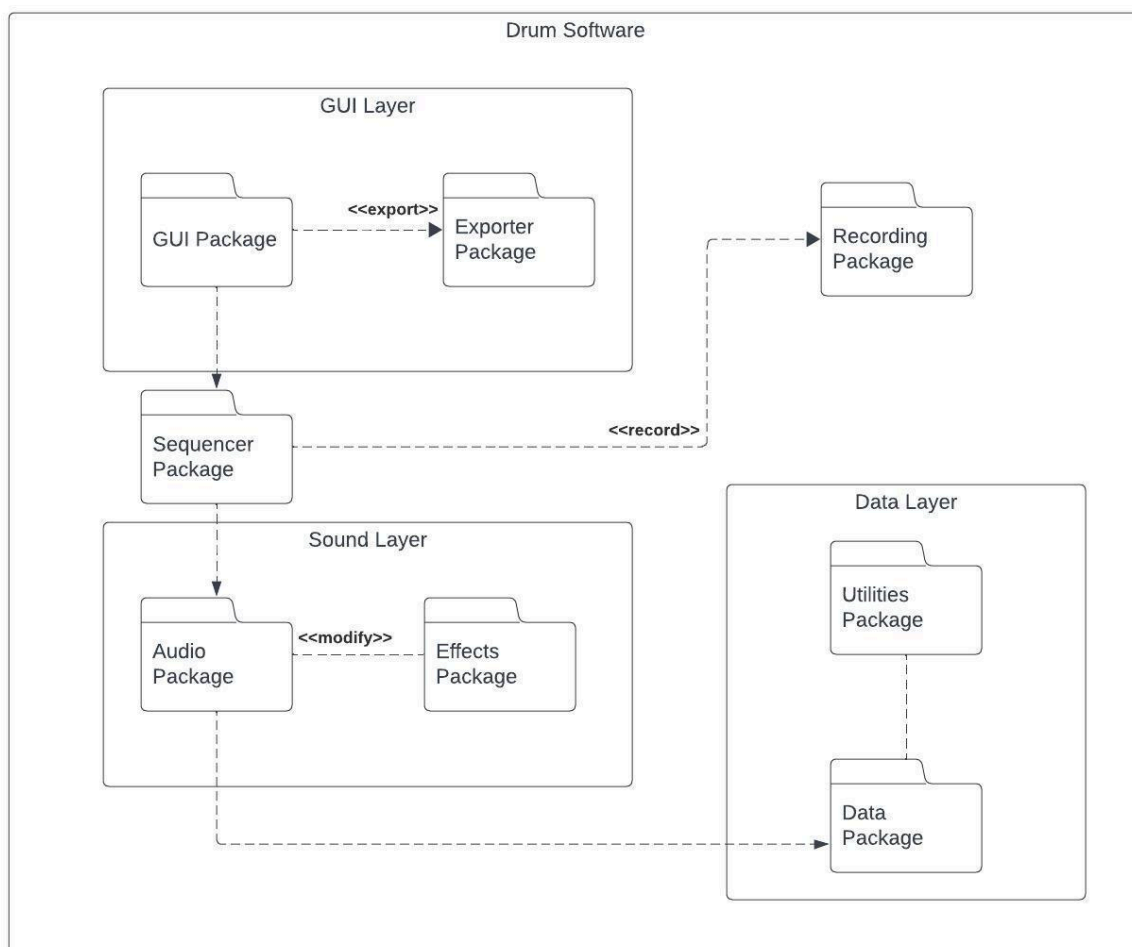 Drum Software
GUI Layer
GUI Package
<<export>>
Exporter
Package
Recording
Package
Sequencer
Package
<<record>>
Sound Layer
Audio
Package
<<modify>>
Effects
Package
Data Layer
Utilities
Package
Data
Package